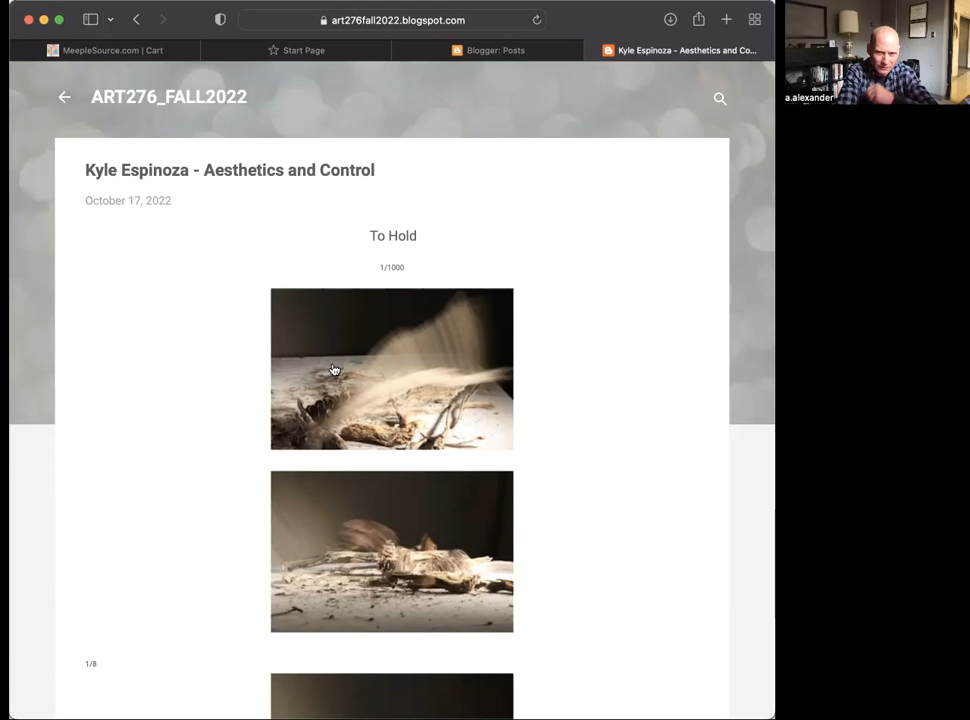 art276fall2022.blogspot.com
MeepleSource.com | Cart
Start Page
Blogger: Posts
Kyle Espinoza - Aesthetics and Co...
a.alexander
ART276_FALL2022
Kyle Espinoza - Aesthetics and Control
October 17, 2022
To Hold
1/1000
1/8